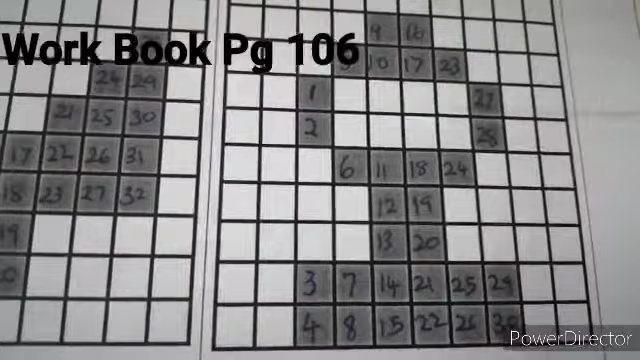 Work Book Pg 106
24 29
21 25 30
17 22 26 31
18 23 27 32
9 16
10 17 23
1 27
2 28
6 11 18 24
12 19
13 20
3 7 14 21 25 29
4 8 15 22 26
PowerDirector